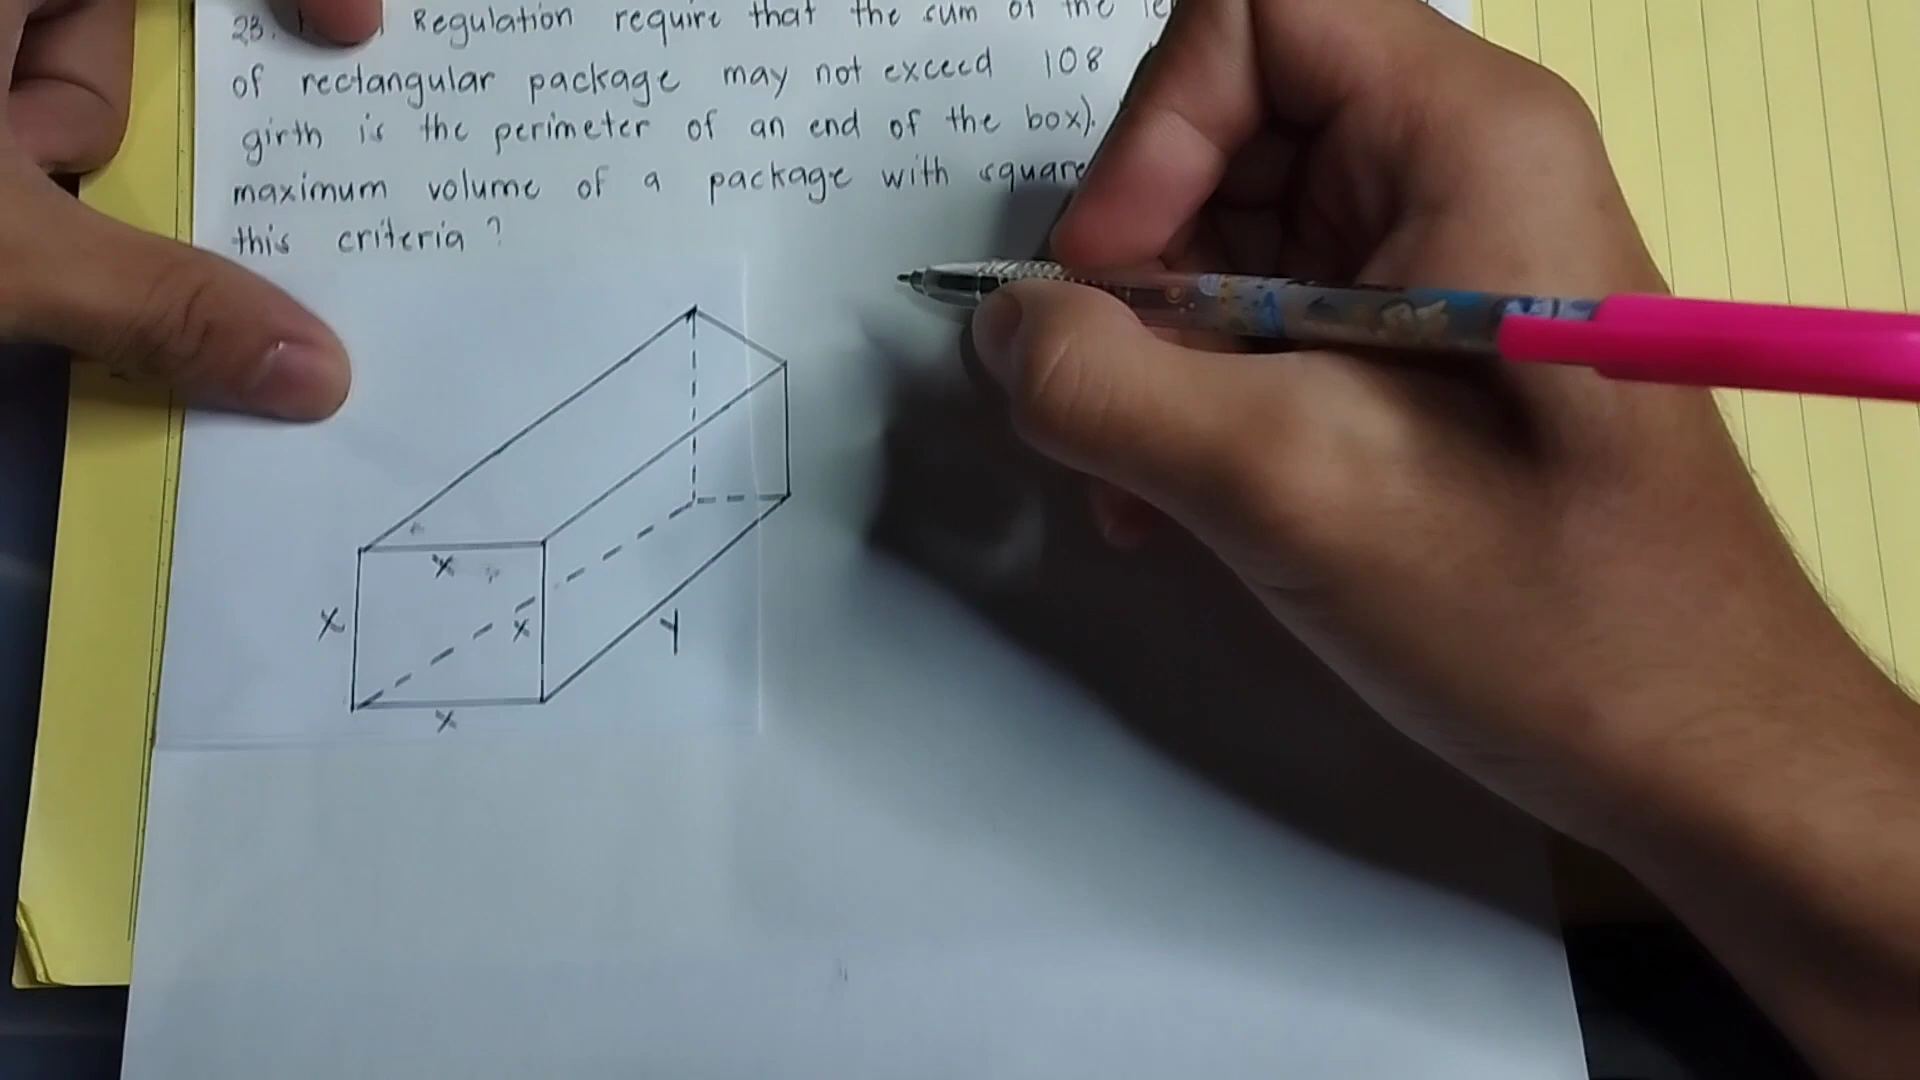 23. Regulation require that the sum of the
of rectangular package may not exceed 108
girth is the perimeter of an end of the box).
maximum volume of a package with square
this criteria ?
x
x
x
y
x